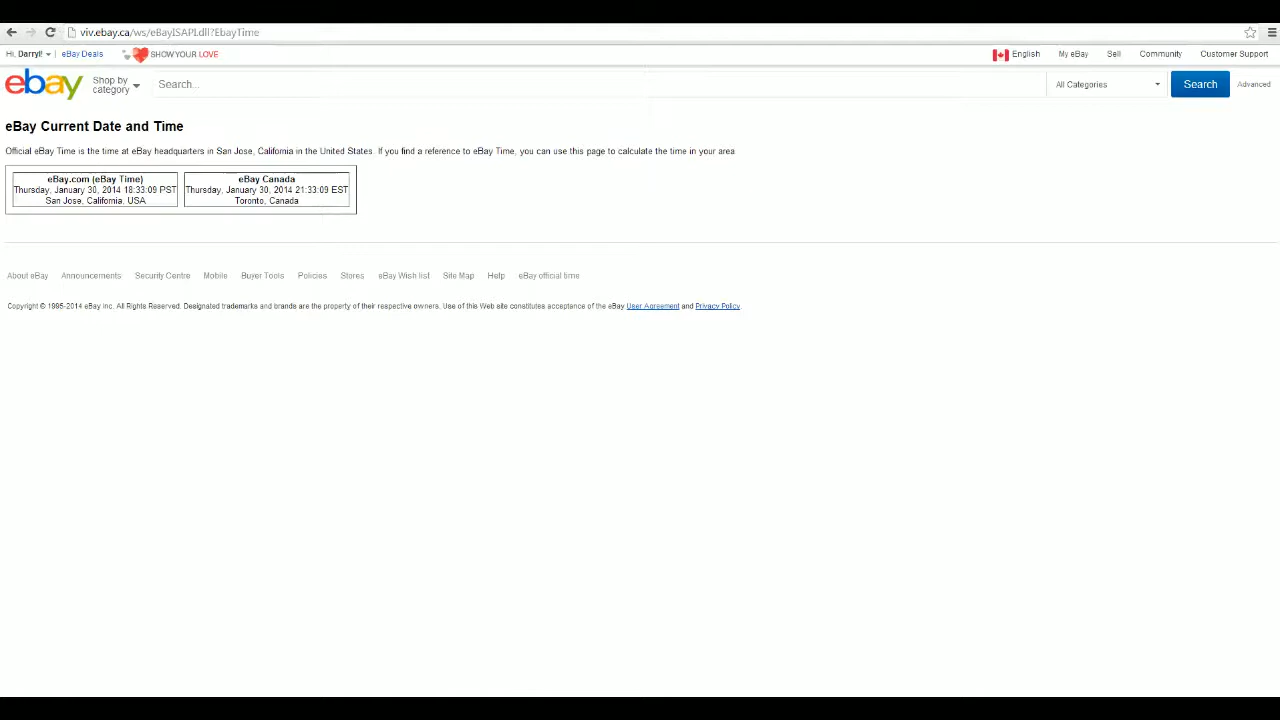 viv.ebay.ca/ws/eBayISAPI.dll?EbayTime
Hi, Darryl! eBay Deals SHOW YOUR LOVE English My eBay Sell Community Customer Support
ebay Shop by category Search... All Categories Search Advanced
eBay Current Date and Time
Official eBay Time is the time at eBay headquarters in San Jose, California in the United States. If you find a reference to eBay Time, you can use this page to calculate the time in your area
eBay.com (eBay Time)
Thursday, January 30, 2014 18:33:09 PST
San Jose, California. USA
eBay Canada
Thursday, January 30, 2014 21:33:09 EST
Toronto, Canada
About eBay Announcements Security Centre Mobile Buyer Tools Policies Stores eBay Wish list Site Map Help eBay official time
Copyright © 1995-2014 eBay Inc. All Rights Reserved. Designated trademarks and brands are the property of their respective owners. Use of this Web site constitutes acceptance of the eBay User Agreement and Privacy Policy.